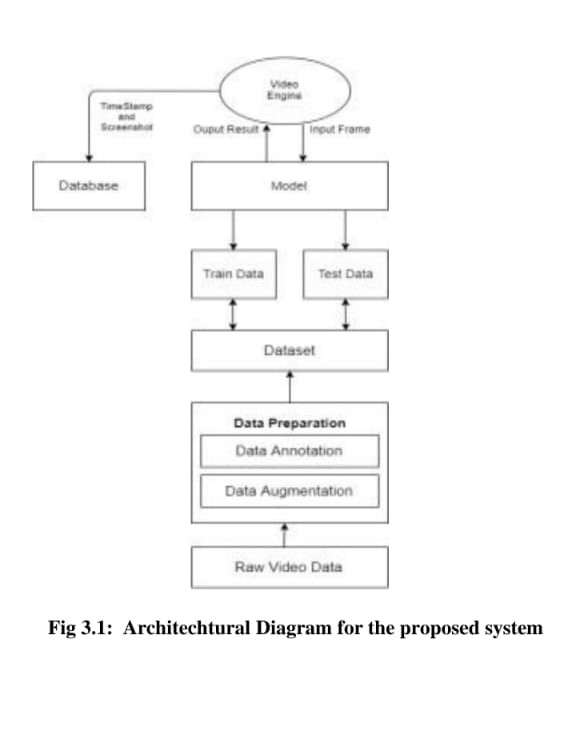 Video
Engine
TimeStamp
and
Screenshot
Ouput Result
Input Frame
Database
Model
Train Data
Test Data
Dataset
Data Preparation
Data Annotation
Data Augmentation
Raw Video Data
Fig 3.1: Architechtural Diagram for the proposed system